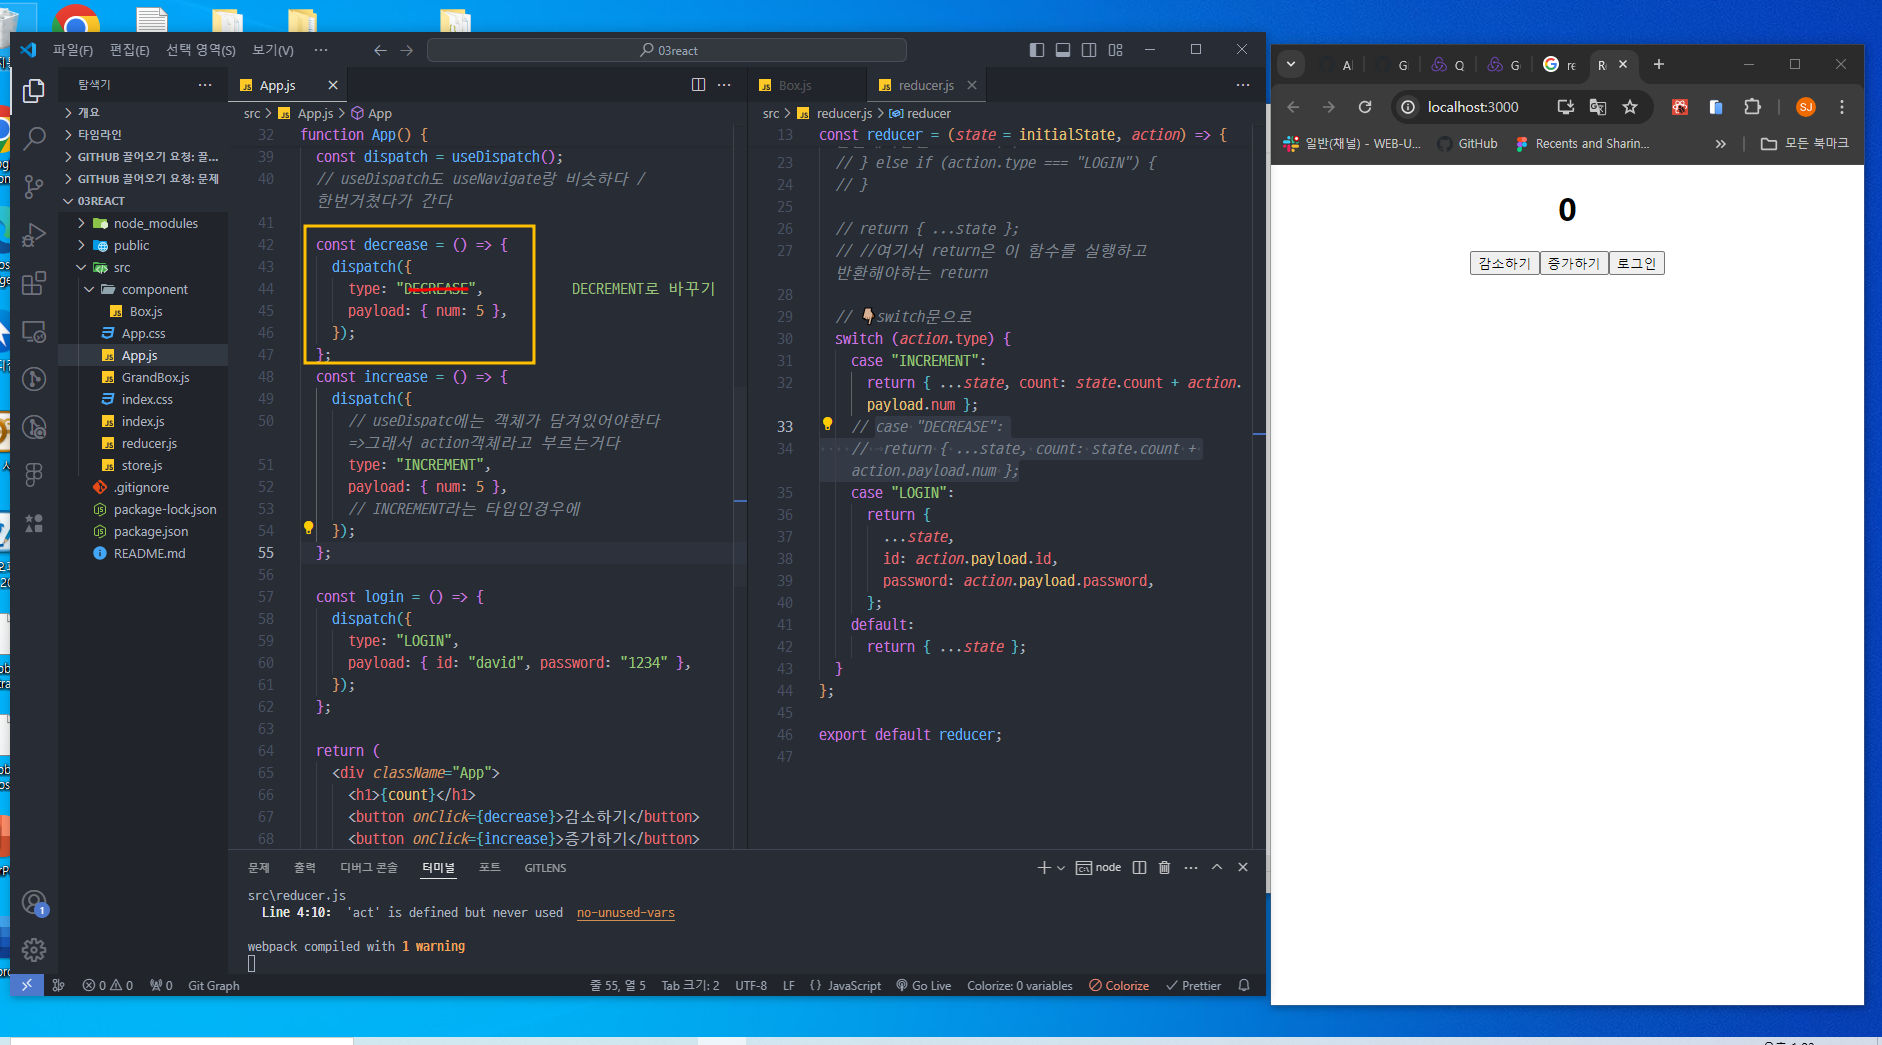 파일(F) 편집(E) 선택 영역(S) 보기(V) ··· 03react
탐색기
개요
타임라인
GITHUB 끌어오기 요청: 끌...
GITHUB 끌어오기 요청: 문제
03REACT
node_modules
public
src
component
Box.js
App.css
App.js
GrandBox.js
index.css
index.js
reducer.js
store.js
.gitignore
package-lock.json
package.json
README.md
App.js
src > App.js > App
32 function App() {
39 const dispatch = useDispatch();
40 // useDispatch도 useNavigate랑 비슷하다 /
한번거쳤다가 간다
41
42 const decrease = () => {
43 dispatch({
44 type: "DECREASE", DECREMENT로 바꾸기
45 payload: { num: 5 },
46 });
47 };
48 const increase = () => {
49 dispatch({
50 // useDispatc에는 객체가 담겨있어야한다
=>그래서 action객체라고 부르는거다
51 type: "INCREMENT",
52 payload: { num: 5 },
53 // INCREMENT라는 타입인경우에
54 });
55 };
56
57 const login = () => {
58 dispatch({
59 type: "LOGIN",
60 payload: { id: "david", password: "1234" },
61 });
62 };
63
64 return (
65 <div className="App">
66 <h1>{count}</h1>
67 <button onClick={decrease}>감소하기</button>
68 <button onClick={increase}>증가하기</button>
Box.js reducer.js
src > reducer.js > reducer
13 const reducer = (state = initialState, action) => {
23 // } else if (action.type === "LOGIN") {
24 // }
25
26 // return { ...state };
27 // //여기서 return은 이 함수를 실행하고
반환해야하는 return
28
29 // 👇switch문으로
30 switch (action.type) {
31 case "INCREMENT":
32 return { ...state, count: state.count + action.
payload.num };
33 // case "DECREASE":
34 // return { ...state, count: state.count +
action.payload.num };
35 case "LOGIN":
36 return {
37 ...state,
38 id: action.payload.id,
39 password: action.payload.password,
40 };
41 default:
42 return { ...state };
43 }
44 };
45
46 export default reducer;
47
문제 출력 디버그 콘솔 터미널 포트 GITLENS
node
src\reducer.js
Line 4:10: 'act' is defined but never used no-unused-vars
webpack compiled with 1 warning
1
0 0 0 Git Graph 줄 55, 열 5 Tab 크기: 2 UTF-8 LF {} JavaScript Go Live Colorize: 0 variables Colorize Prettier
localhost:3000
SJ
일반(채널) - WEB-U... GitHub Recents and Sharin... » 모든 북마크
0
감소하기 증가하기 로그인